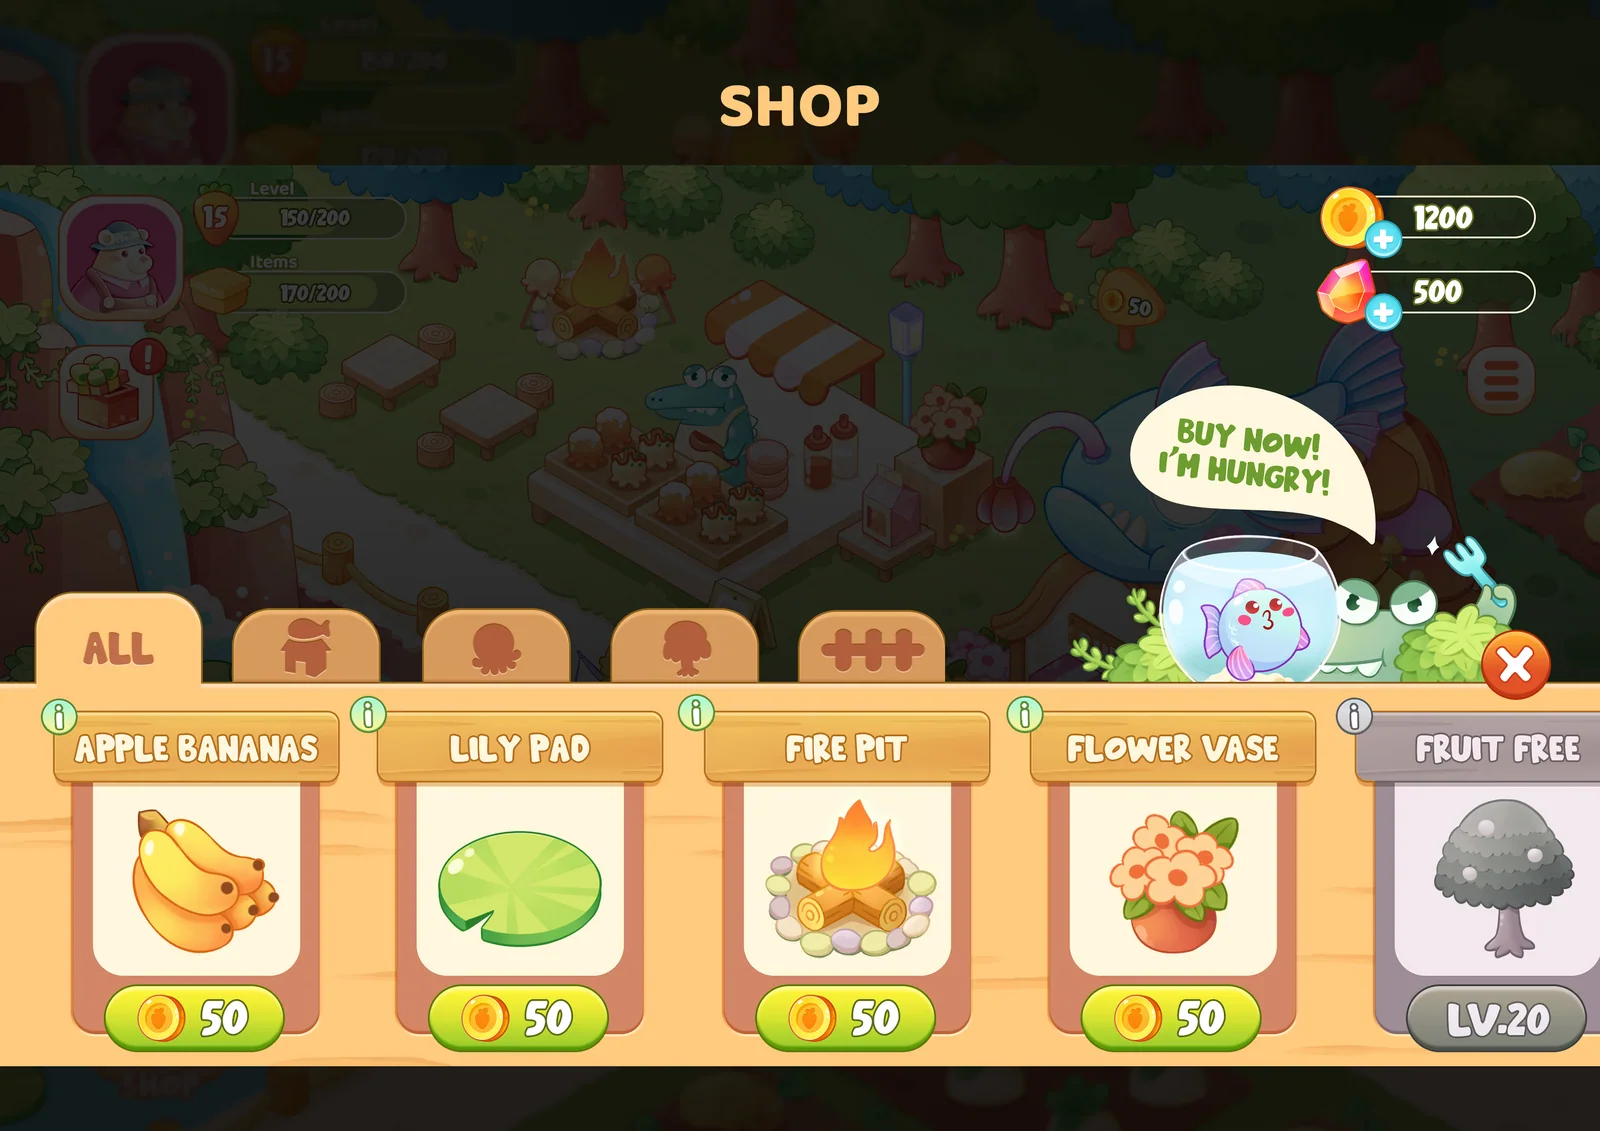 SHOP
Level
15
150/200
Items
170/200
1200
500
50
BUY NOW!
I'M HUNGRY!
ALL
APPLE BANANAS
LILY PAD
FIRE PIT
FLOWER VASE
FRUIT FREE
50
50
50
50
LV.20
SHOP